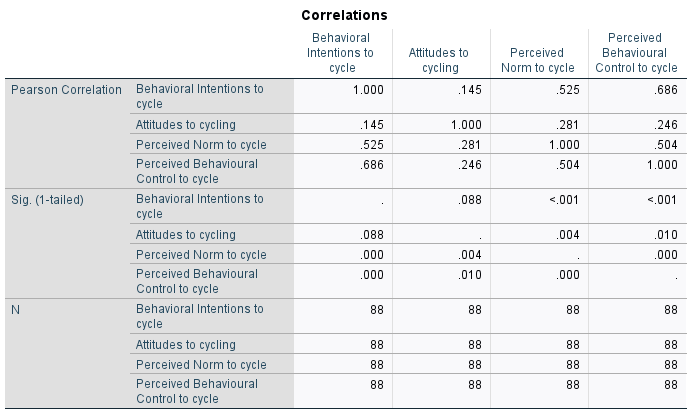 Correlations
Behavioral Intentions to cycle Attitudes to cycling Perceived Norm to cycle Perceived Behavioural Control to cycle
Pearson Correlation Behavioral Intentions to cycle 1.000 .145 .525 .686
Attitudes to cycling .145 1.000 .281 .246
Perceived Norm to cycle .525 .281 1.000 .504
Perceived Behavioural Control to cycle .686 .246 .504 1.000
Sig. (1-tailed) Behavioral Intentions to cycle . .088 <.001 <.001
Attitudes to cycling .088 . .004 .010
Perceived Norm to cycle .000 .004 . .000
Perceived Behavioural Control to cycle .000 .010 .000 .
N Behavioral Intentions to cycle 88 88 88 88
Attitudes to cycling 88 88 88 88
Perceived Norm to cycle 88 88 88 88
Perceived Behavioural Control to cycle 88 88 88 88